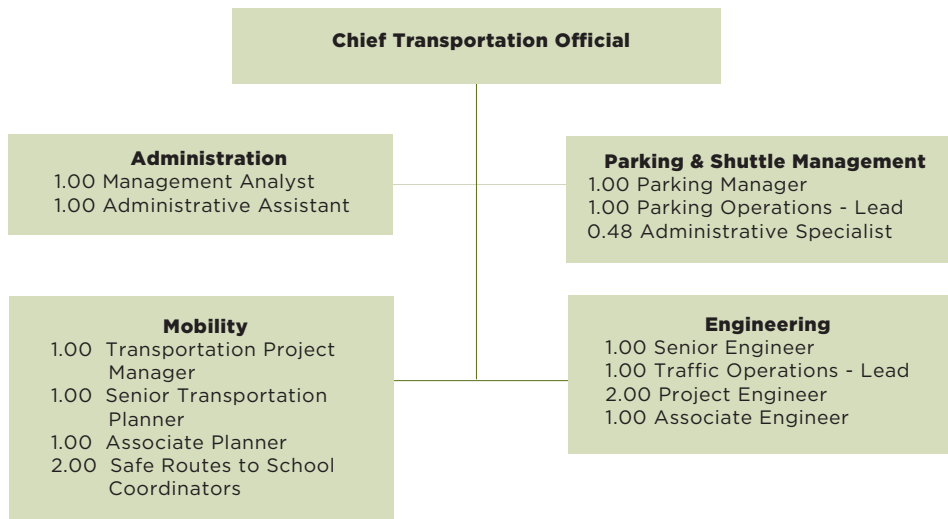 Chief Transportation Official
Administration
1.00 Management Analyst
1.00 Administrative Assistant
Parking & Shuttle Management
1.00 Parking Manager
1.00 Parking Operations - Lead
0.48 Administrative Specialist
Mobility
1.00 Transportation Project
Manager
1.00 Senior Transportation
Planner
1.00 Associate Planner
2.00 Safe Routes to School
Coordinators
Engineering
1.00 Senior Engineer
1.00 Traffic Operations - Lead
2.00 Project Engineer
1.00 Associate Engineer